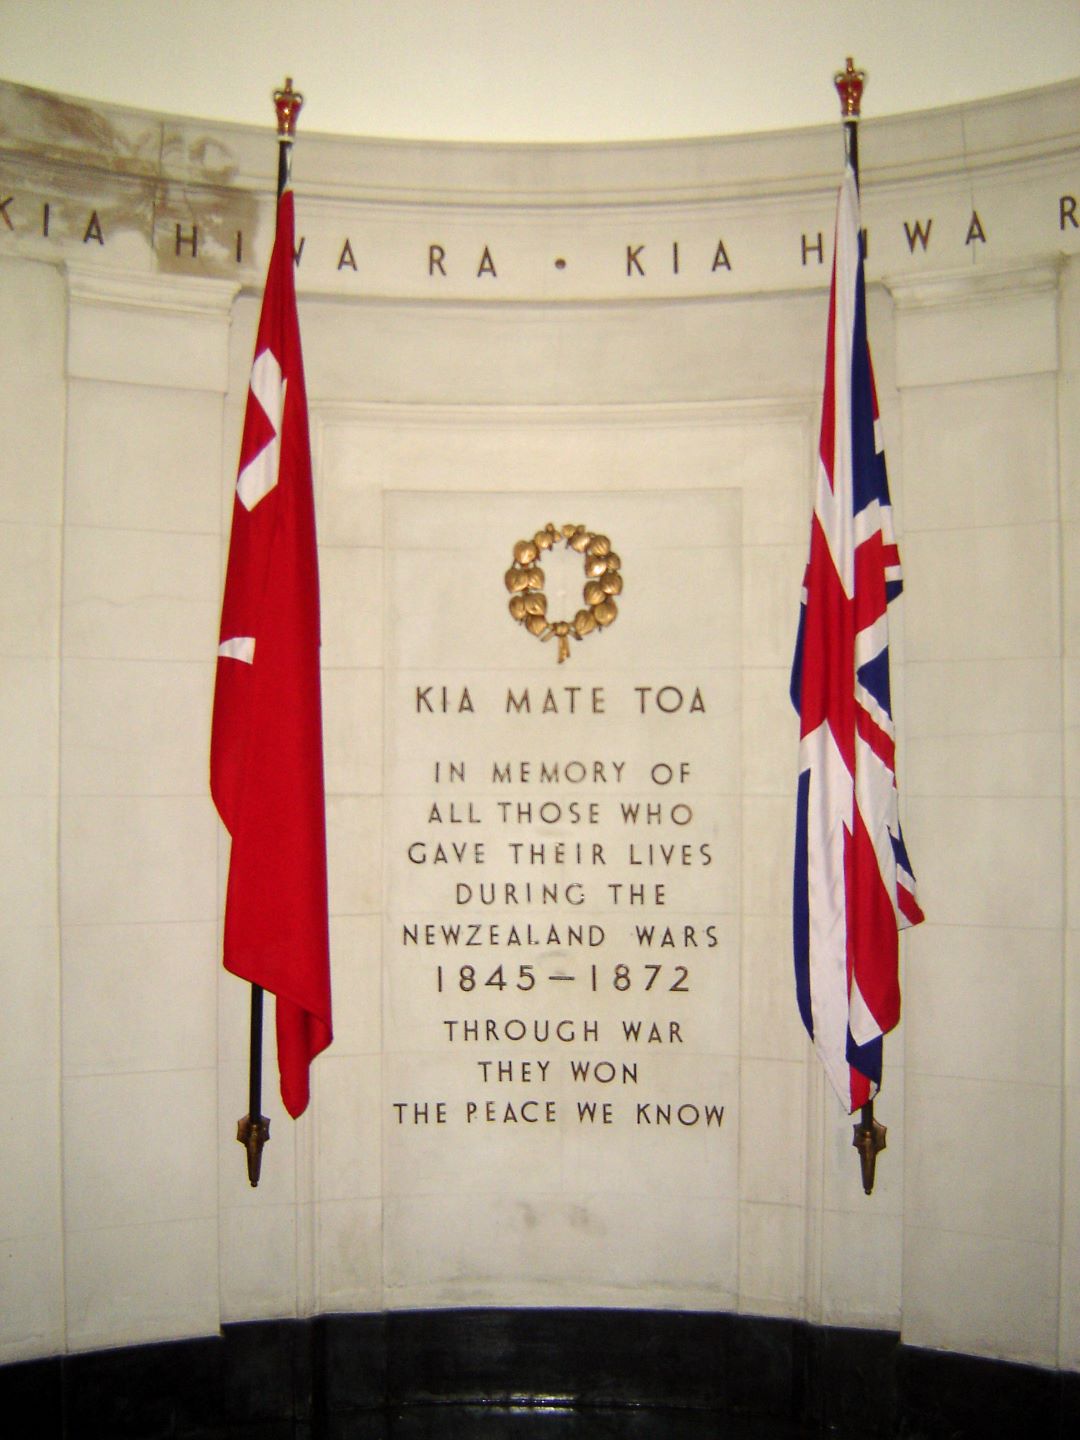 KIA HIWA RA • KIA HIWA R
KIA MATE TOA
IN MEMORY OF
ALL THOSE WHO
GAVE THEIR LIVES
DURING THE
NEWZEALAND WARS
1845–1872
THROUGH WAR
THEY WON
THE PEACE WE KNOW